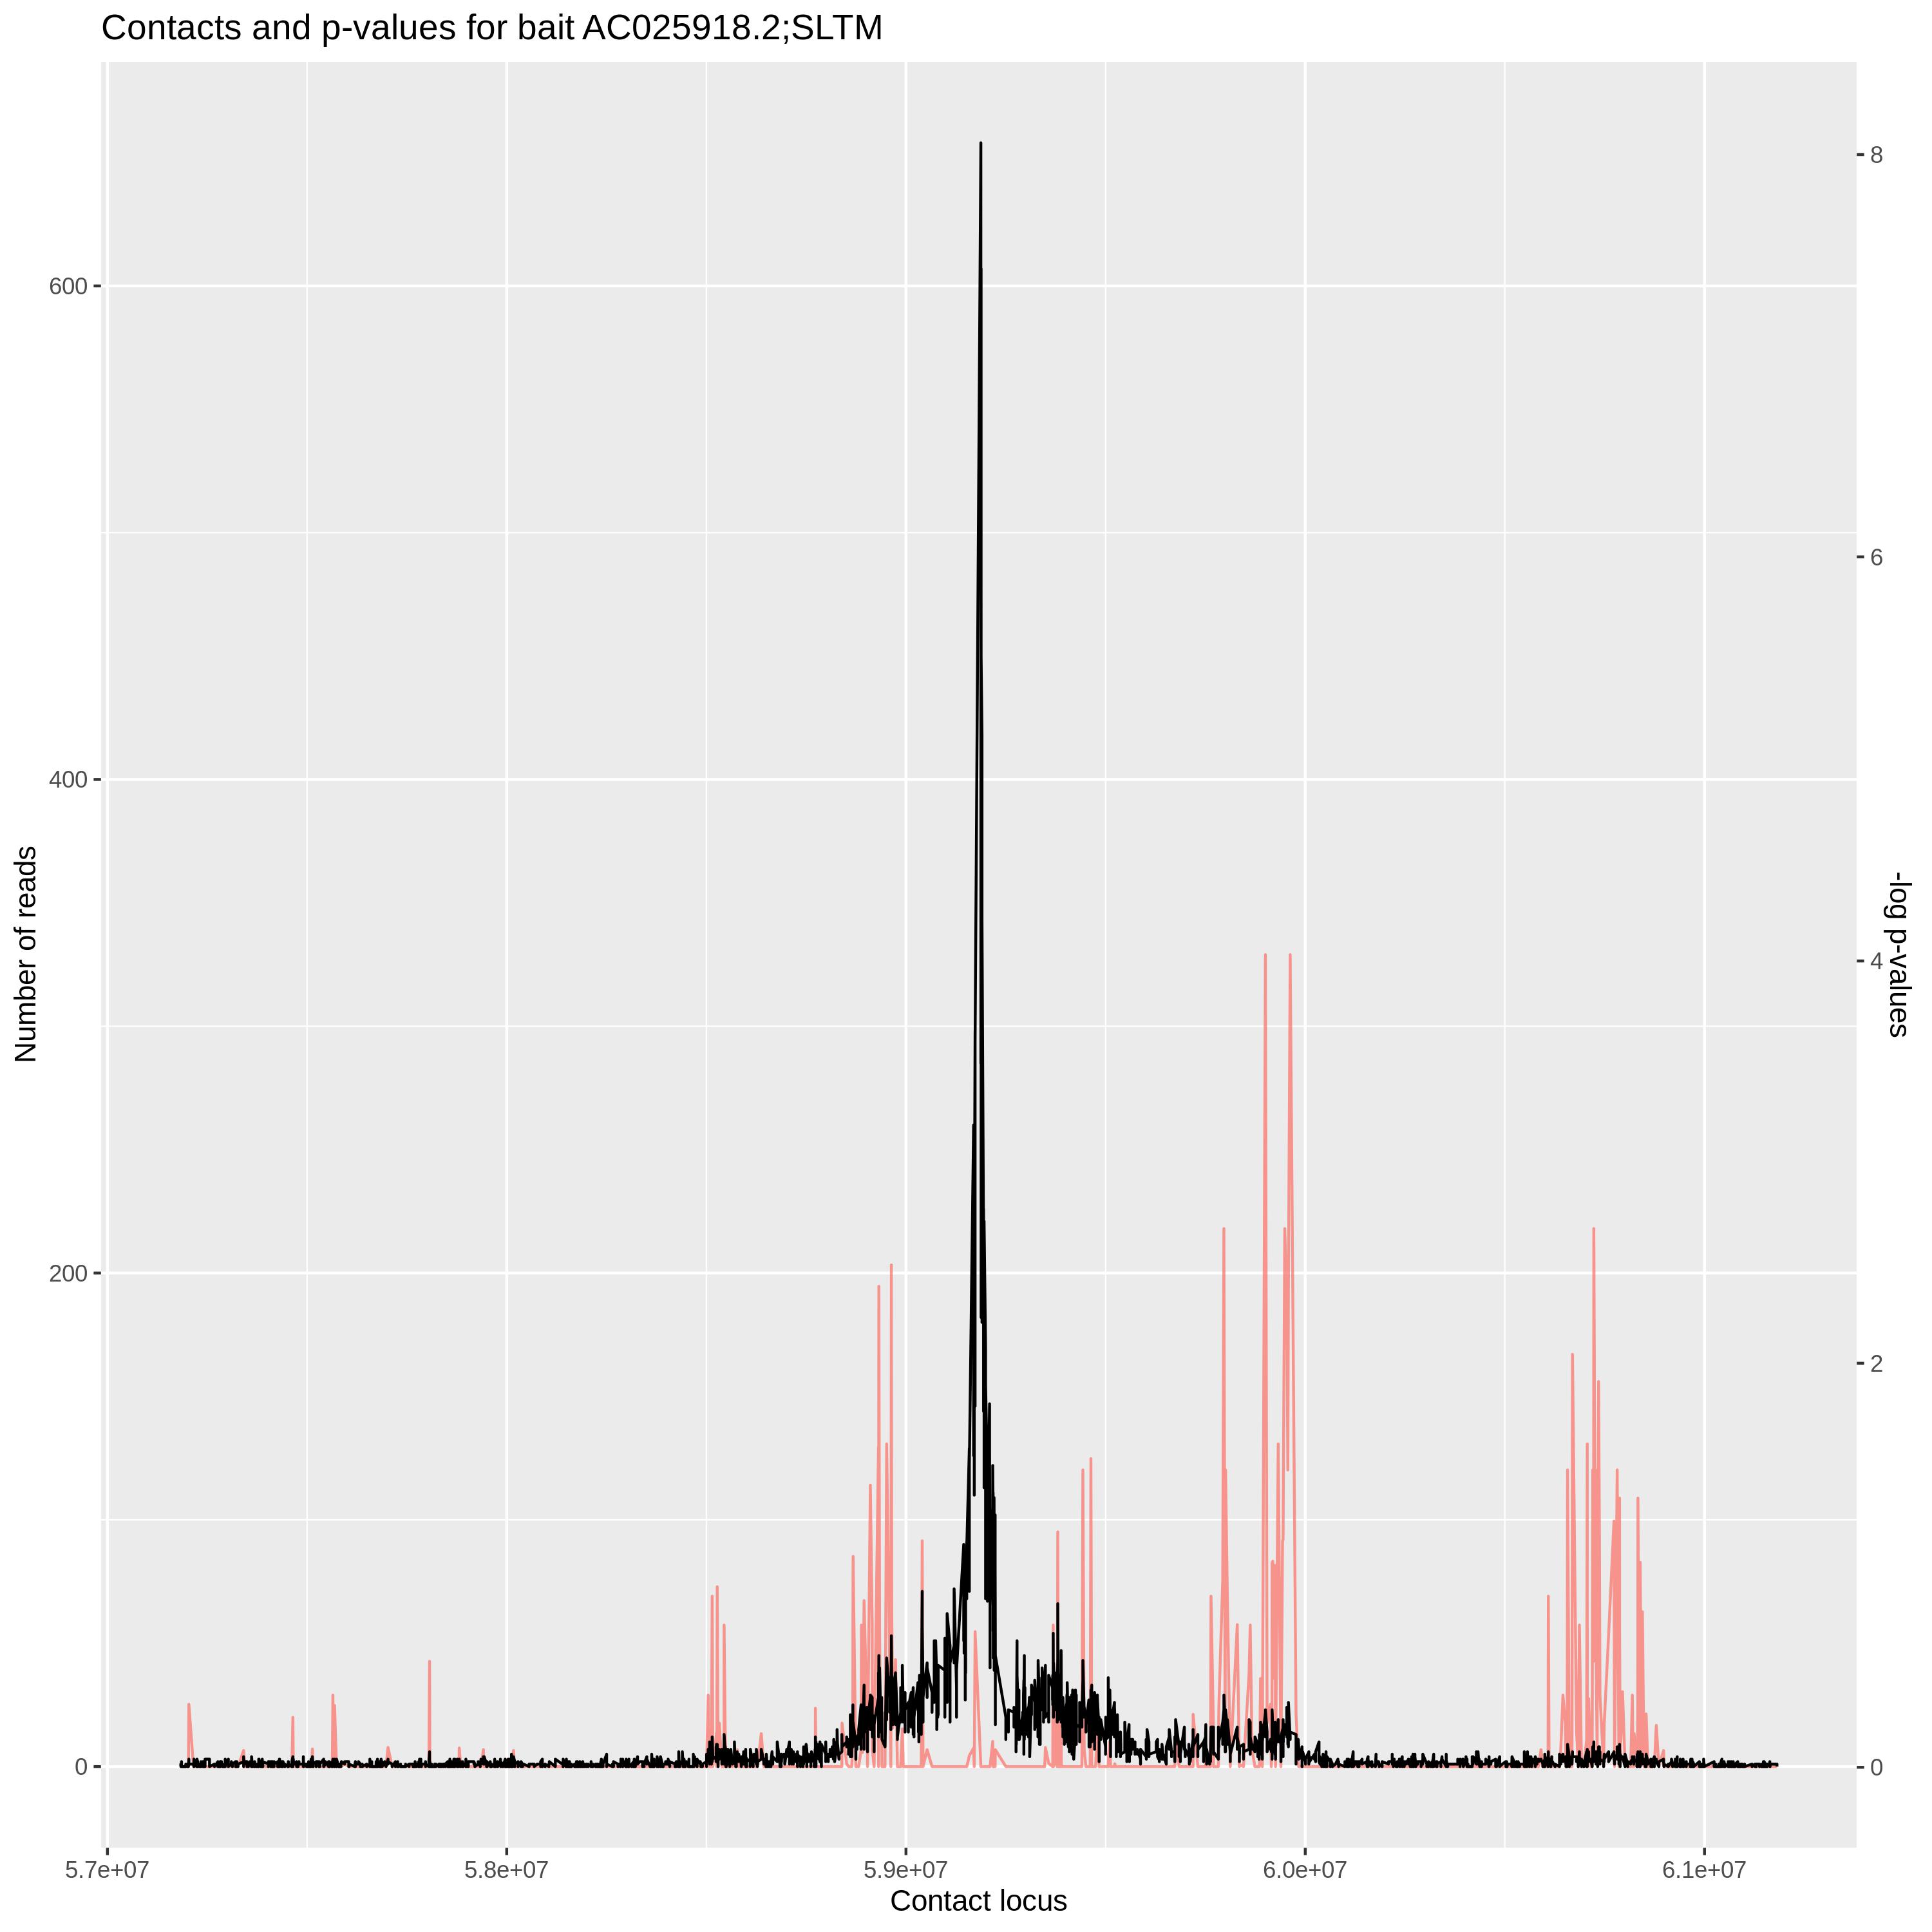 Contacts and p-values for bait AC025918.2;SLTM
Number of reads
600
400
200
0
8
6
4
2
0
-log p-values
5.7e+07 5.8e+07 5.9e+07 6.0e+07 6.1e+07
Contact locus